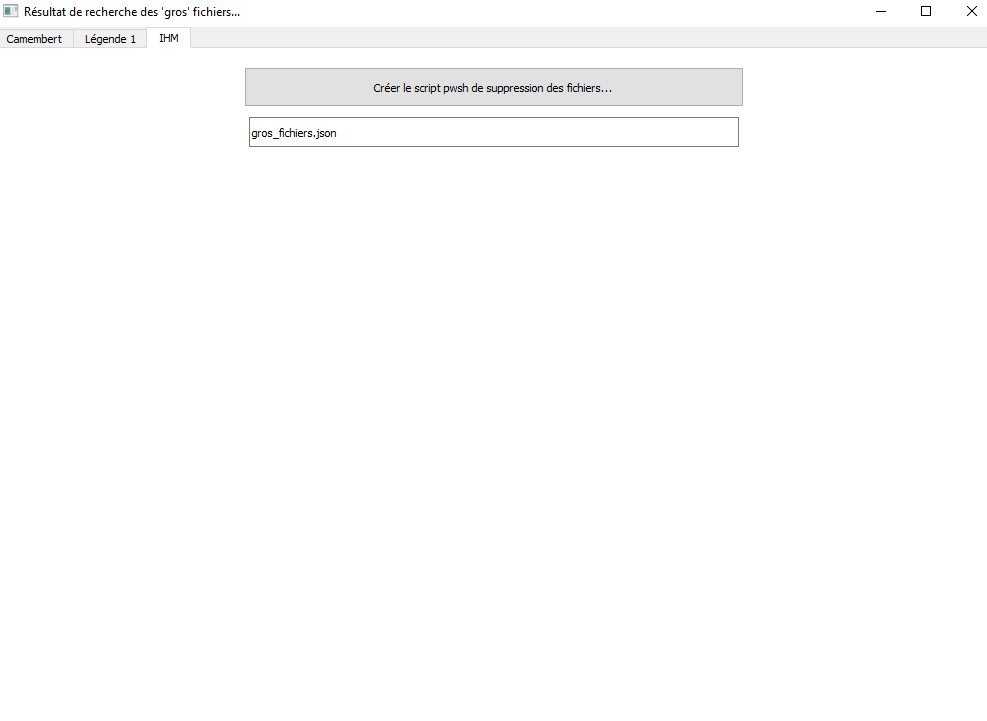 Résultat de recherche des 'gros' fichiers...
Camembert
Légende 1
IHM
Créer le script pwsh de suppression des fichiers...
gros_fichiers.json